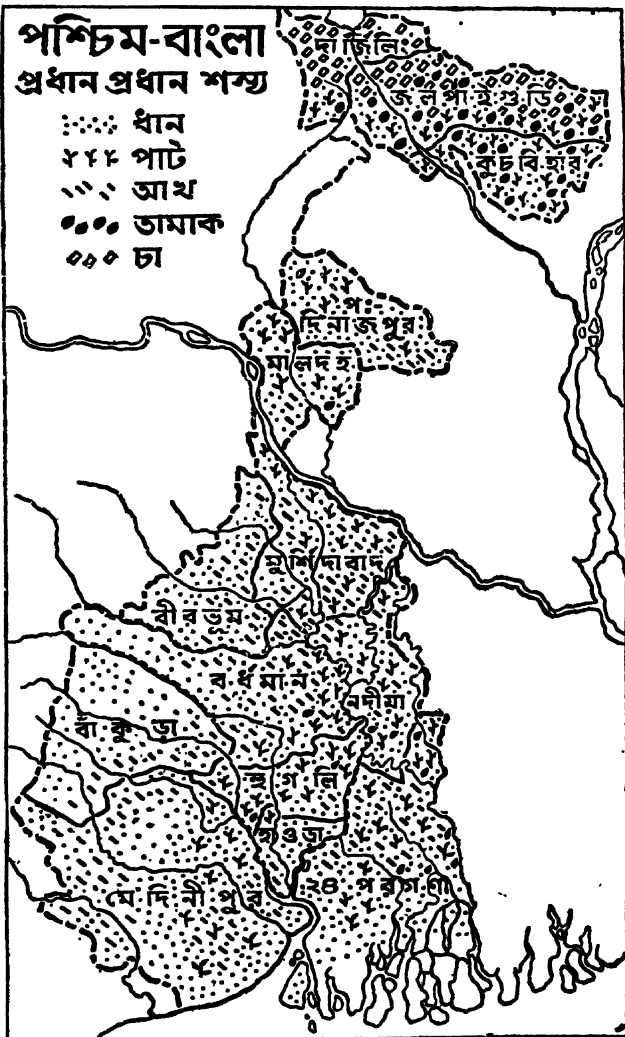 পশ্চিম-বাংলা
প্রধান প্রধান শস্য
ধান
পাট
আখ
তামাক
চা
দার্জিলিং
জলপাইগুড়ি
কুচবিহার
প-
দিনাজপুর
মালদহ
মুর্শিদাবাদ
বীরভূম
বর্ধমান
নদীয়া
বাঁকুড়া
হুগলি
হাওড়া
মেদিনীপুর
২৪ পরগণা